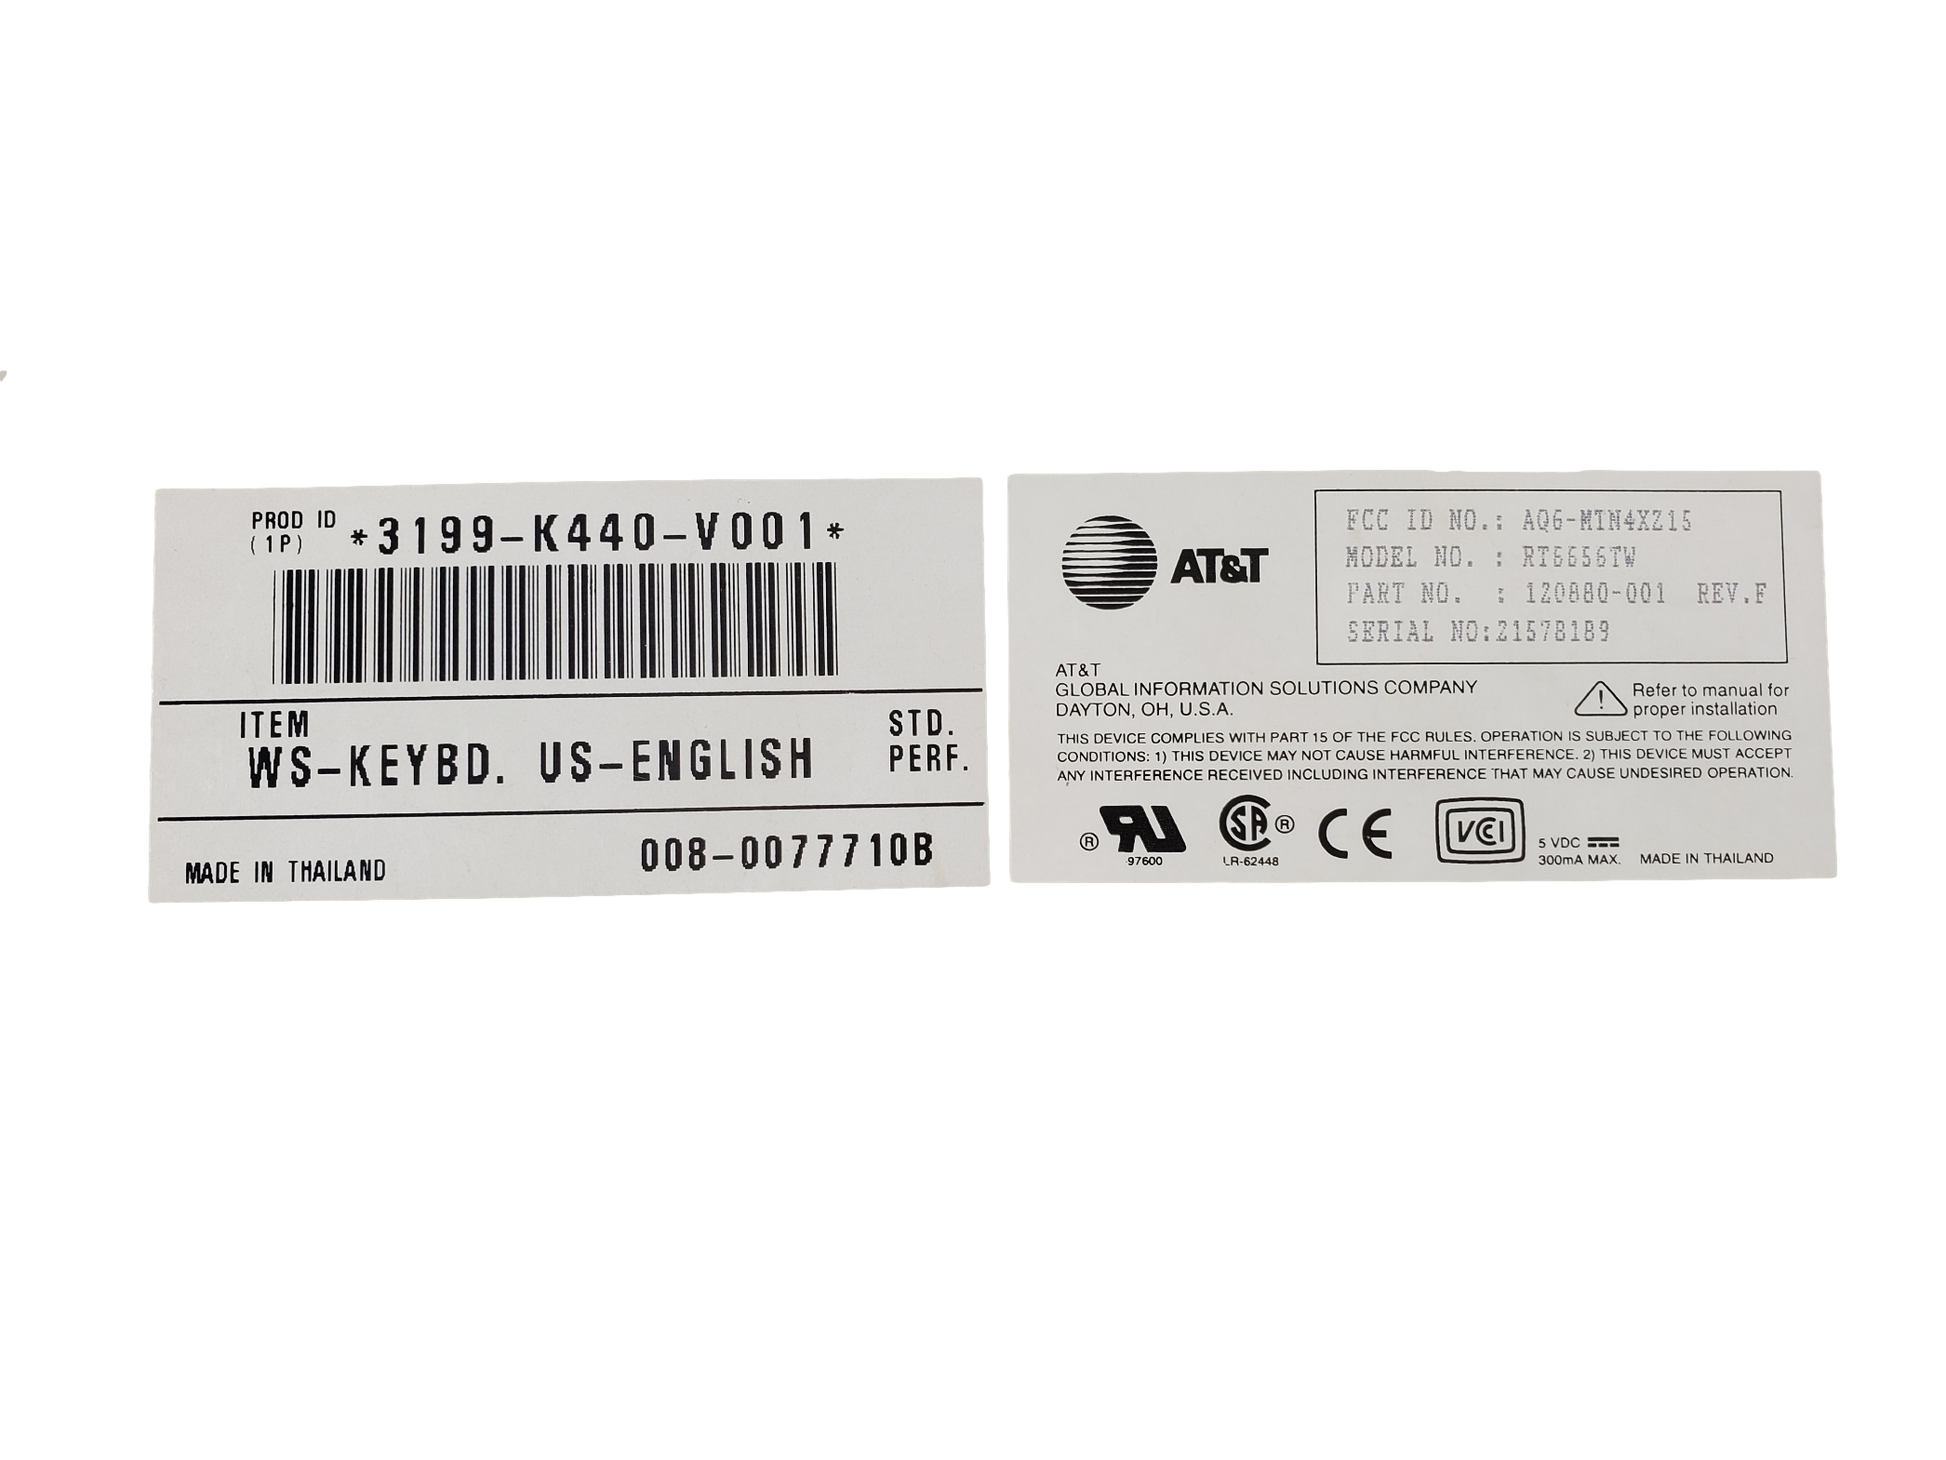 PROD ID
(1P)
*3199-K440-V001*
ITEM
STD.
WS-KEYBD. US-ENGLISH
PERF.
MADE IN THAILAND
008-0077710B
AT&T
FCC ID NO.: AQ6-MTN4XZ15
MODEL NO. : RT6656TW
PART NO. : 120880-001 REV.F
SERIAL NO:21578189
AT&T
GLOBAL INFORMATION SOLUTIONS COMPANY
DAYTON, OH, U.S.A.
Refer to manual for
proper installation
THIS DEVICE COMPLIES WITH PART 15 OF THE FCC RULES. OPERATION IS SUBJECT TO THE FOLLOWING
CONDITIONS: 1) THIS DEVICE MAY NOT CAUSE HARMFUL INTERFERENCE. 2) THIS DEVICE MUST ACCEPT
ANY INTERFERENCE RECEIVED INCLUDING INTERFERENCE THAT MAY CAUSE UNDESIRED OPERATION.
® RU
97600
SA ®
LR-62448
CE
VCCI
5 VDC
300mA MAX. MADE IN THAILAND